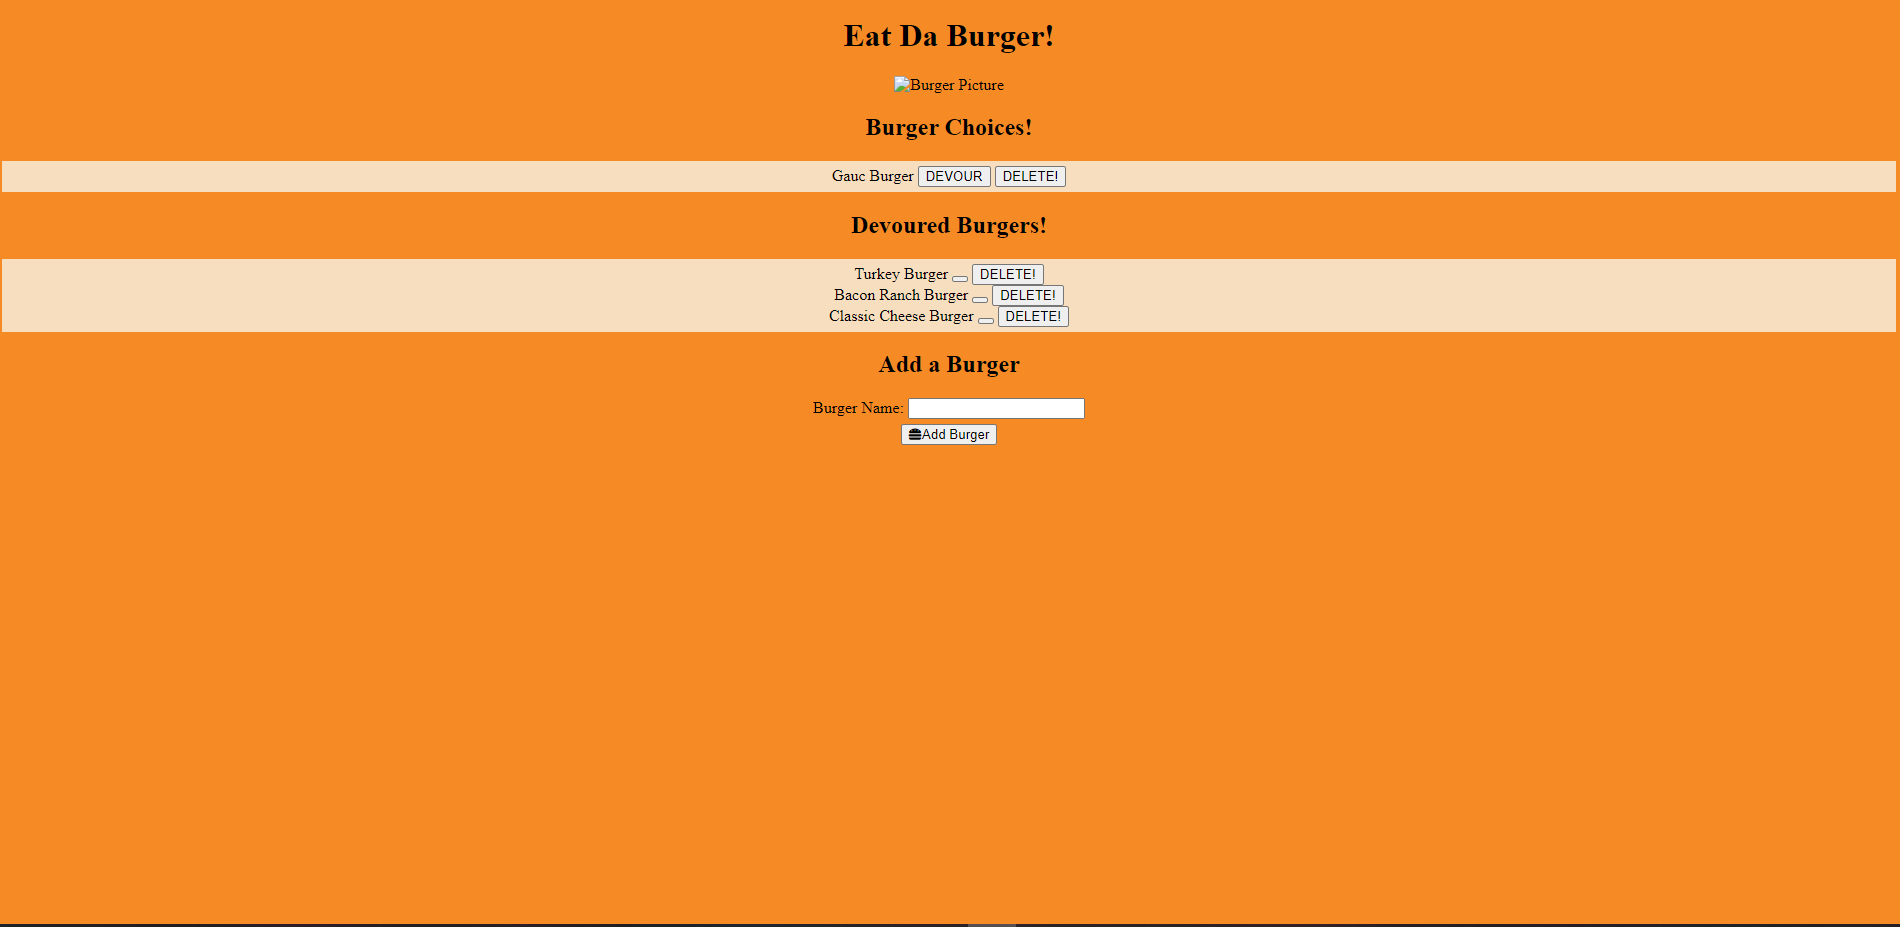 Eat Da Burger!
Burger Picture
Burger Choices!
Gauc Burger DEVOUR DELETE!
Devoured Burgers!
Turkey Burger DELETE!
Bacon Ranch Burger DELETE!
Classic Cheese Burger DELETE!
Add a Burger
Burger Name:
Add Burger